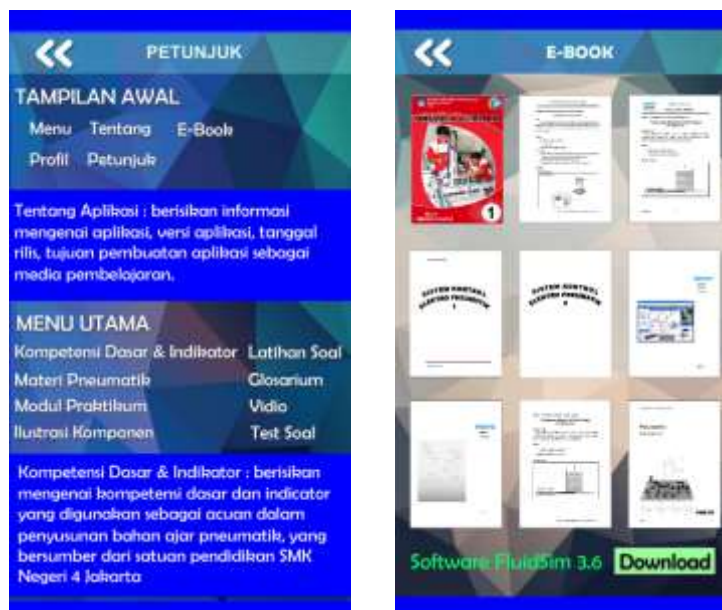 PETUNJUK
TAMPILAN AWAL
Menu Tentang E-Book
Profil Petunjuk
Tentang Aplikasi : berisikan informasi
mengenai aplikasi, versi aplikasi, tanggal
rilis, tujuan pembuatan aplikasi sebagai
media pembelajaran.
MENU UTAMA
Kompetensi Dasar & Indikator Latihan Soal
Materi Pneumatik Glosarium
Modul Praktikum Vidio
Ilustrasi Komponen Test Soal
Kompetensi Dasar & Indikator : berisikan
mengenai kompetensi dasar dan indicator
yang digunakan sebagai acuan dalam
penyusunan bahan ajar pneumatik, yang
bersumber dari satuan pendidikan SMK
Negeri 4 Jakarta
E-BOOK
1
SISTEM KONTROL
ELEKTRO PNEUMATIK
SISTEM KONTROL
ELEKTRO PNEUMATIK
Software FluidSim 3.6 Download